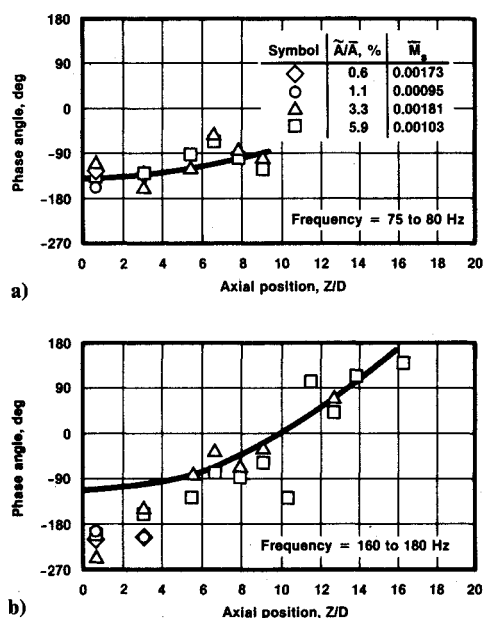 180
90
0
-90
-180
-270
Phase angle, deg
Symbol Ã/Ā, % M̃s
0.6 0.00173
1.1 0.00095
3.3 0.00181
5.9 0.00103
Frequency = 75 to 80 Hz
0 2 4 6 8 10 12 14 16 18 20
Axial position, Z/D
a)
180
90
0
-90
-180
-270
Phase angle, deg
Frequency = 160 to 180 Hz
0 2 4 6 8 10 12 14 16 18 20
Axial position, Z/D
b)